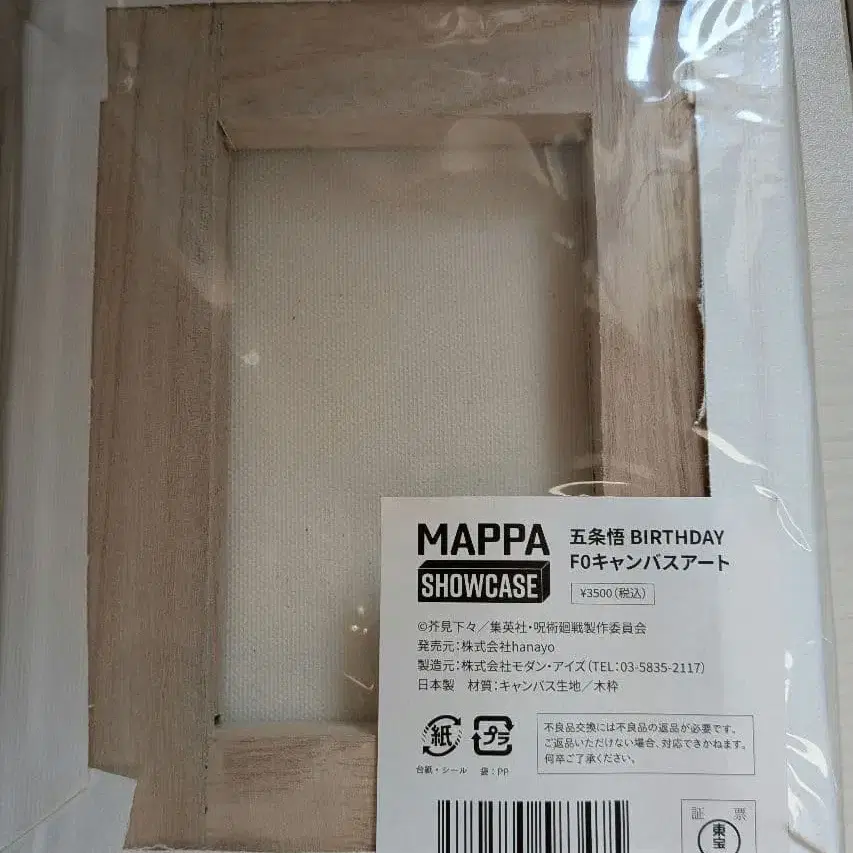 MAPPA
SHOWCASE
五条悟 BIRTHDAY
F0キャンバスアート
¥3500(税込)
©芥見下々／集英社・呪術廻戦製作委員会
発売元：株式会社hanayo
製造元：株式会社モダン・アイズ（TEL：03-5835-2117）
日本製　材質：キャンバス生地／木枠
紙
プラ
台紙・シール
袋：PP
不良品交換には不良品の返品が必要です。
ご返品いただけない場合、対応できかねます。
何卒ご了承ください。
証 票
東宝